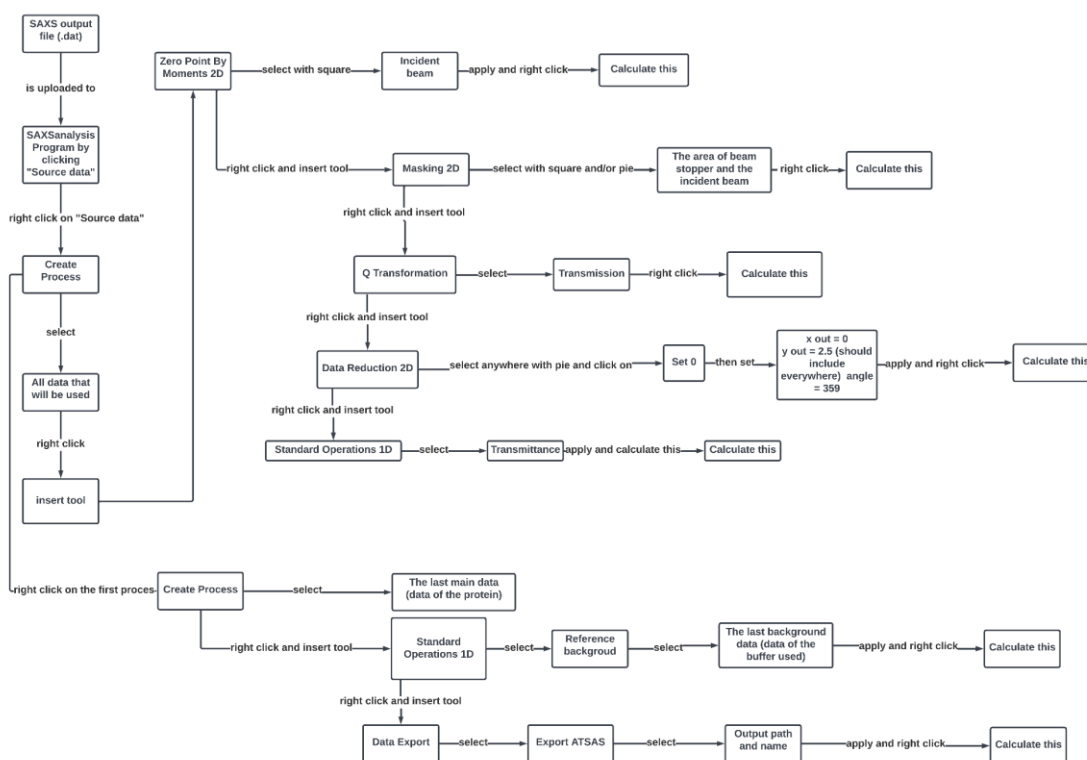 SAXS output
file (.dat)
is uploaded to
SAXSanalysis
Program by
clicking
"Source data"
right click on "Source data"
Create
Process
select
All data that
will be used
right click
insert tool
Zero Point By
Moments 2D
select with square
Incident
beam
apply and right click
Calculate this
right click and insert tool
Masking 2D
select with square and/or pie
The area of beam
stopper and the
incident beam
right click
Calculate this
right click and insert tool
Q Transformation
select
Transmission
right click
Calculate this
right click and insert tool
Data Reduction 2D
select anywhere with pie and click on
Set 0
then set
x out = 0
y out = 2.5 (should
include
everywhere) angle
= 359
apply and right click
Calculate this
right click and insert tool
Standard Operations 1D
select
Transmittance
apply and calculate this
Calculate this
right click on the first proces
Create Process
select
The last main data
(data of the protein)
right click and insert tool
Standard
Operations 1D
select
Reference
backgroud
select
The last background
data (data of the
buffer used)
apply and right click
Calculate this
right click and insert tool
Data Export
select
Export ATSAS
select
Output path
and name
apply and right click
Calculate this